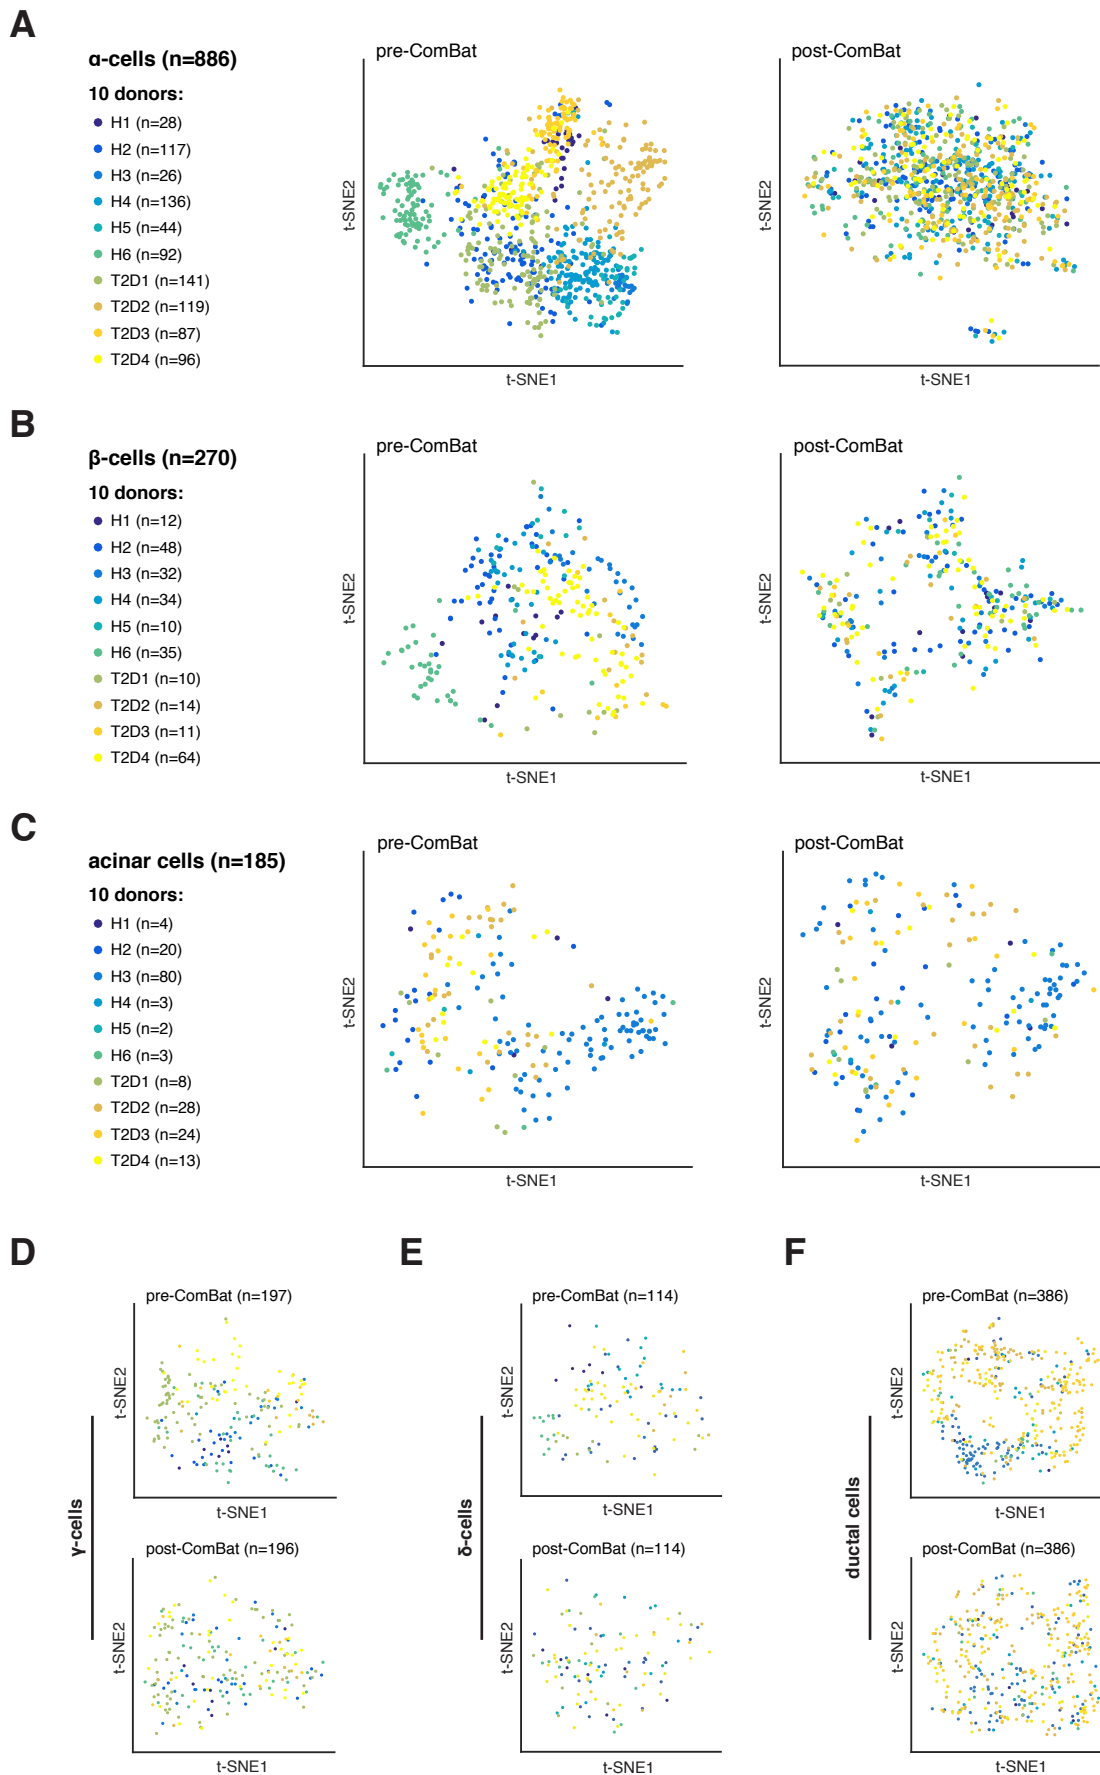 A
α-cells (n=886)
10 donors:
H1 (n=28)
H2 (n=117)
H3 (n=26)
H4 (n=136)
H5 (n=44)
H6 (n=92)
T2D1 (n=141)
T2D2 (n=119)
T2D3 (n=87)
T2D4 (n=96)
pre-ComBat
t-SNE2
t-SNE1
post-ComBat
t-SNE2
t-SNE1
B
β-cells (n=270)
10 donors:
H1 (n=12)
H2 (n=48)
H3 (n=32)
H4 (n=34)
H5 (n=10)
H6 (n=35)
T2D1 (n=10)
T2D2 (n=14)
T2D3 (n=11)
T2D4 (n=64)
pre-ComBat
t-SNE2
t-SNE1
post-ComBat
t-SNE2
t-SNE1
C
acinar cells (n=185)
10 donors:
H1 (n=4)
H2 (n=20)
H3 (n=80)
H4 (n=3)
H5 (n=2)
H6 (n=3)
T2D1 (n=8)
T2D2 (n=28)
T2D3 (n=24)
T2D4 (n=13)
pre-ComBat
t-SNE2
t-SNE1
post-ComBat
t-SNE2
t-SNE1
D
γ-cells
pre-ComBat (n=197)
t-SNE2
t-SNE1
post-ComBat (n=196)
t-SNE2
t-SNE1
E
δ-cells
pre-ComBat (n=114)
t-SNE2
t-SNE1
post-ComBat (n=114)
t-SNE2
t-SNE1
F
ductal cells
pre-ComBat (n=386)
t-SNE2
t-SNE1
post-ComBat (n=386)
t-SNE2
t-SNE1